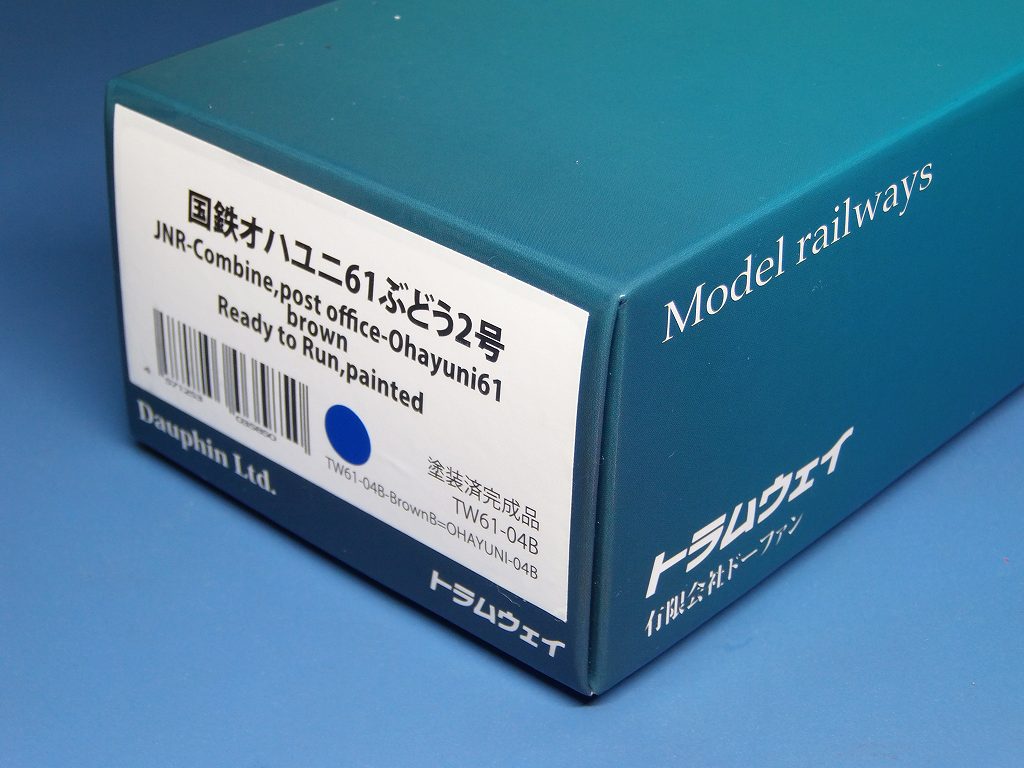 国鉄オハユニ61ぶどう2号
JNR-Combine,post office-Ohayuni61
brown
Ready to Run,painted
4 571253 035850
塗装済完成品
TW61-04B
TW61-04B-BrownB=OHAYUNI-04B
Dauphin Ltd.
トラムウェイ
Model railways
トラムウェイ
有限会社ドーファン